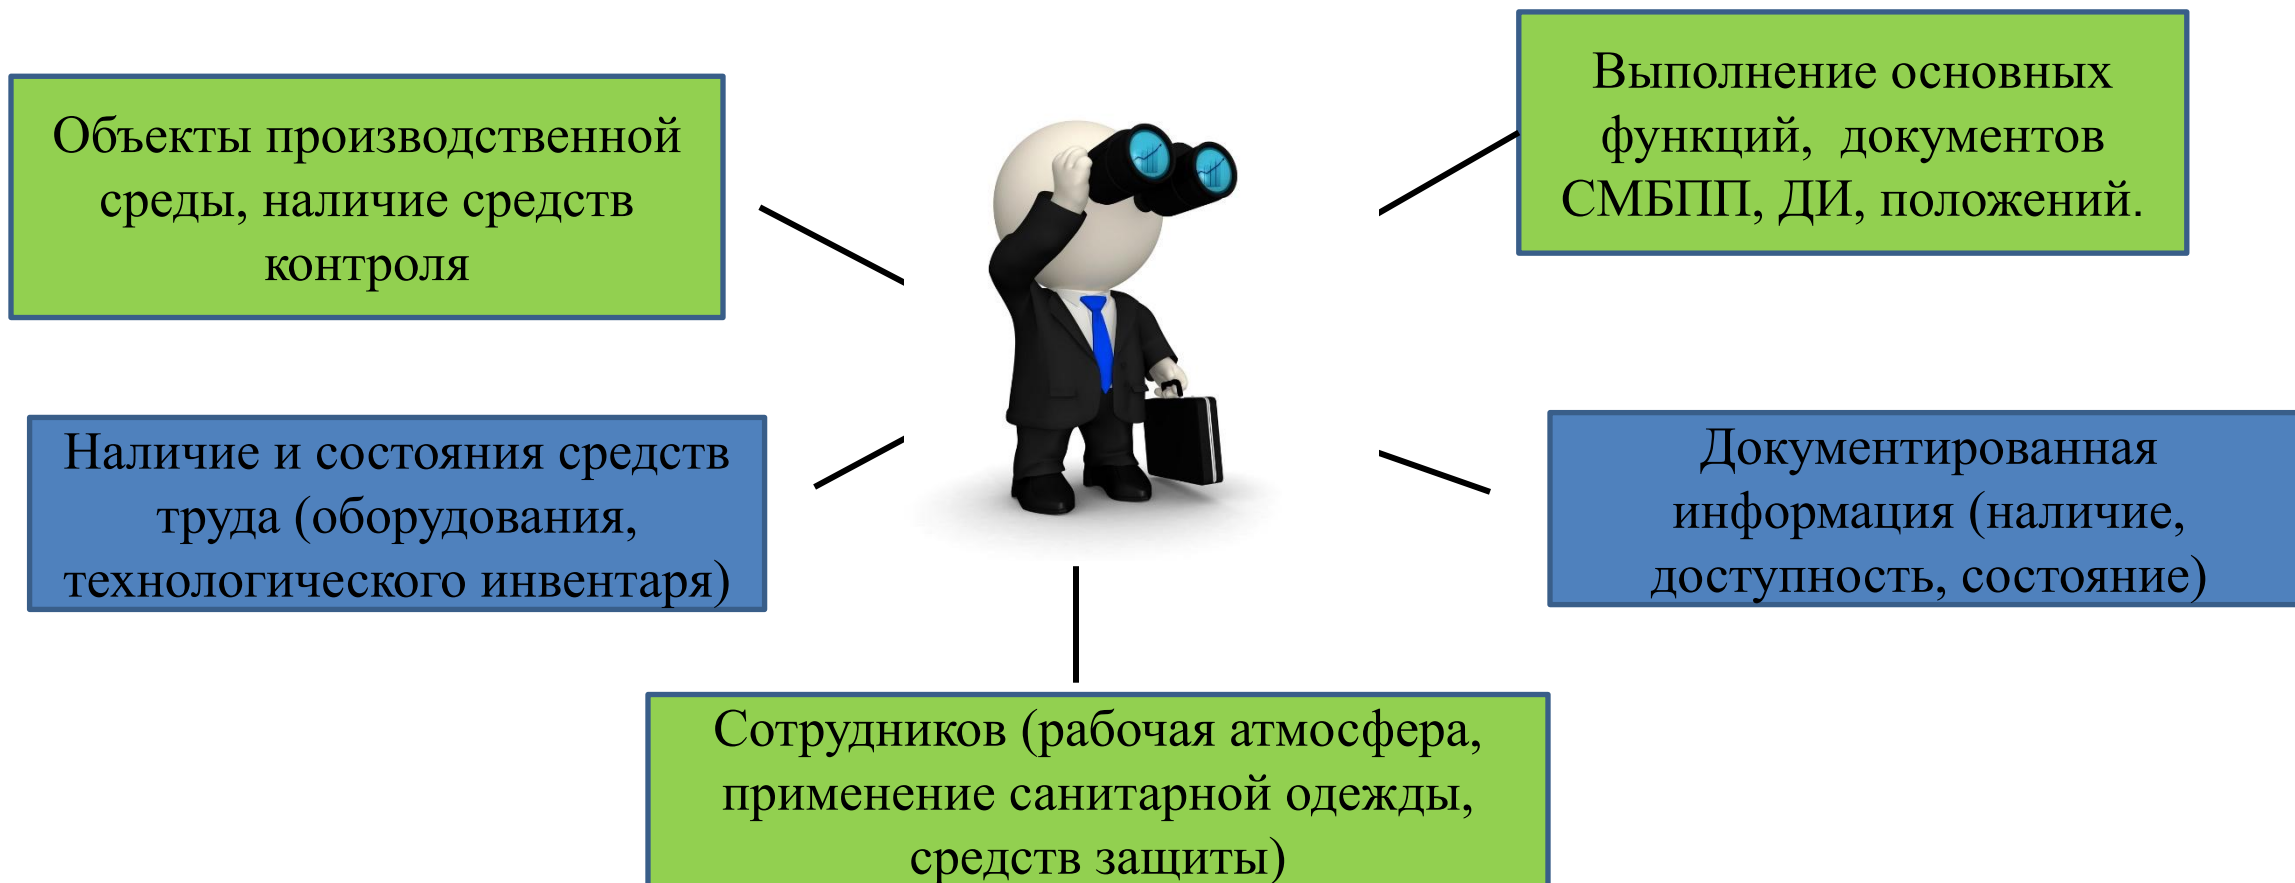 Объекты производственной
среды, наличие средств
контроля
Выполнение основных
функций, документов
СМБПП, ДИ, положений.
Наличие и состояния средств
труда (оборудования,
технологического инвентаря)
Документированная
информация (наличие,
доступность, состояние)
Сотрудников (рабочая атмосфера,
применение санитарной одежды,
средств защиты)